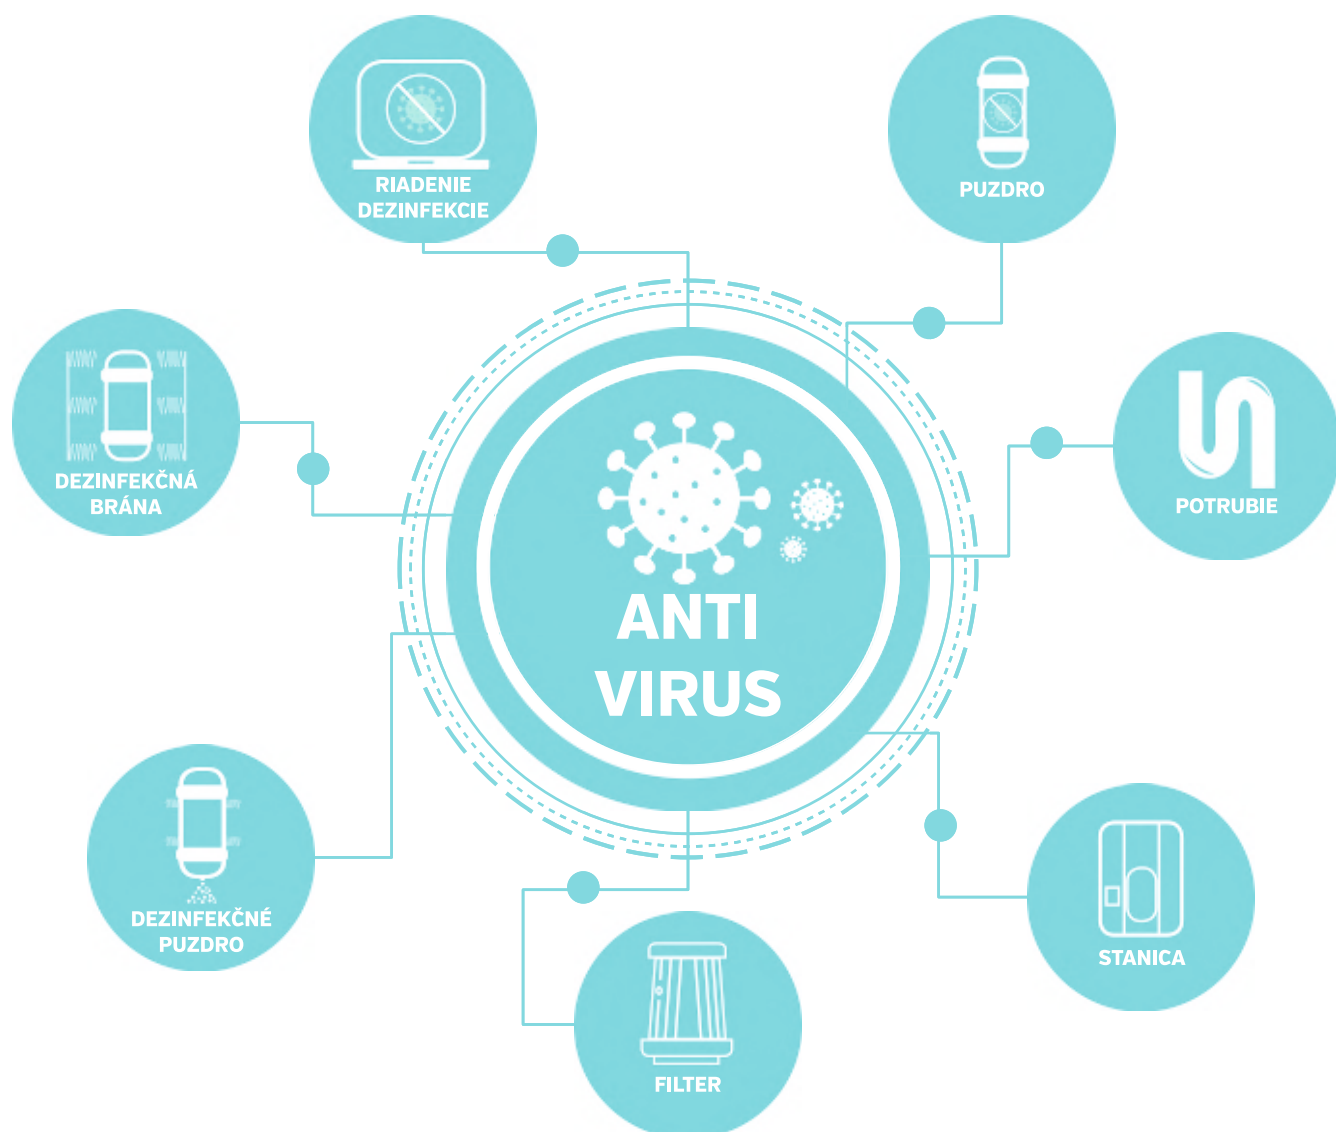 RIADENIE
DEZINFEKCIE
PUZDRO
DEZINFEKČNÁ
BRÁNA
POTRUBIE
ANTI
VIRUS
DEZINFEKČNÉ
PUZDRO
STANICA
FILTER